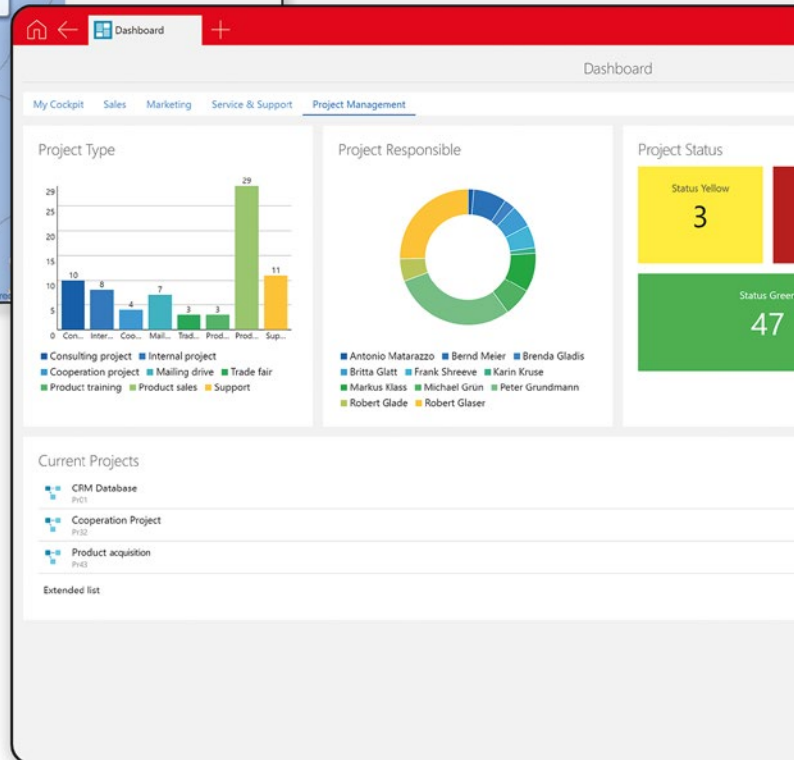 Dashboard
Dashboard
My Cockpit Sales Marketing Service & Support Project Management
Project Type
29
25
20
15
10
5
0
10
8
4
7
3
3
29
11
Con... Inter... Coo... Mail... Trad... Prod... Prod... Sup...
Consulting project Internal project
Cooperation project Mailing drive Trade fair
Product training Product sales Support
Project Responsible
Antonio Matarazzo Bernd Meier Brenda Gladis
Britta Glatt Frank Shreeve Karin Kruse
Markus Klass Michael Grün Peter Grundmann
Robert Glade Robert Glaser
Project Status
Status Yellow
3
Status Green
47
Current Projects
CRM Database
Pr01
Cooperation Project
Pr32
Product acquisition
Pr43
Extended list